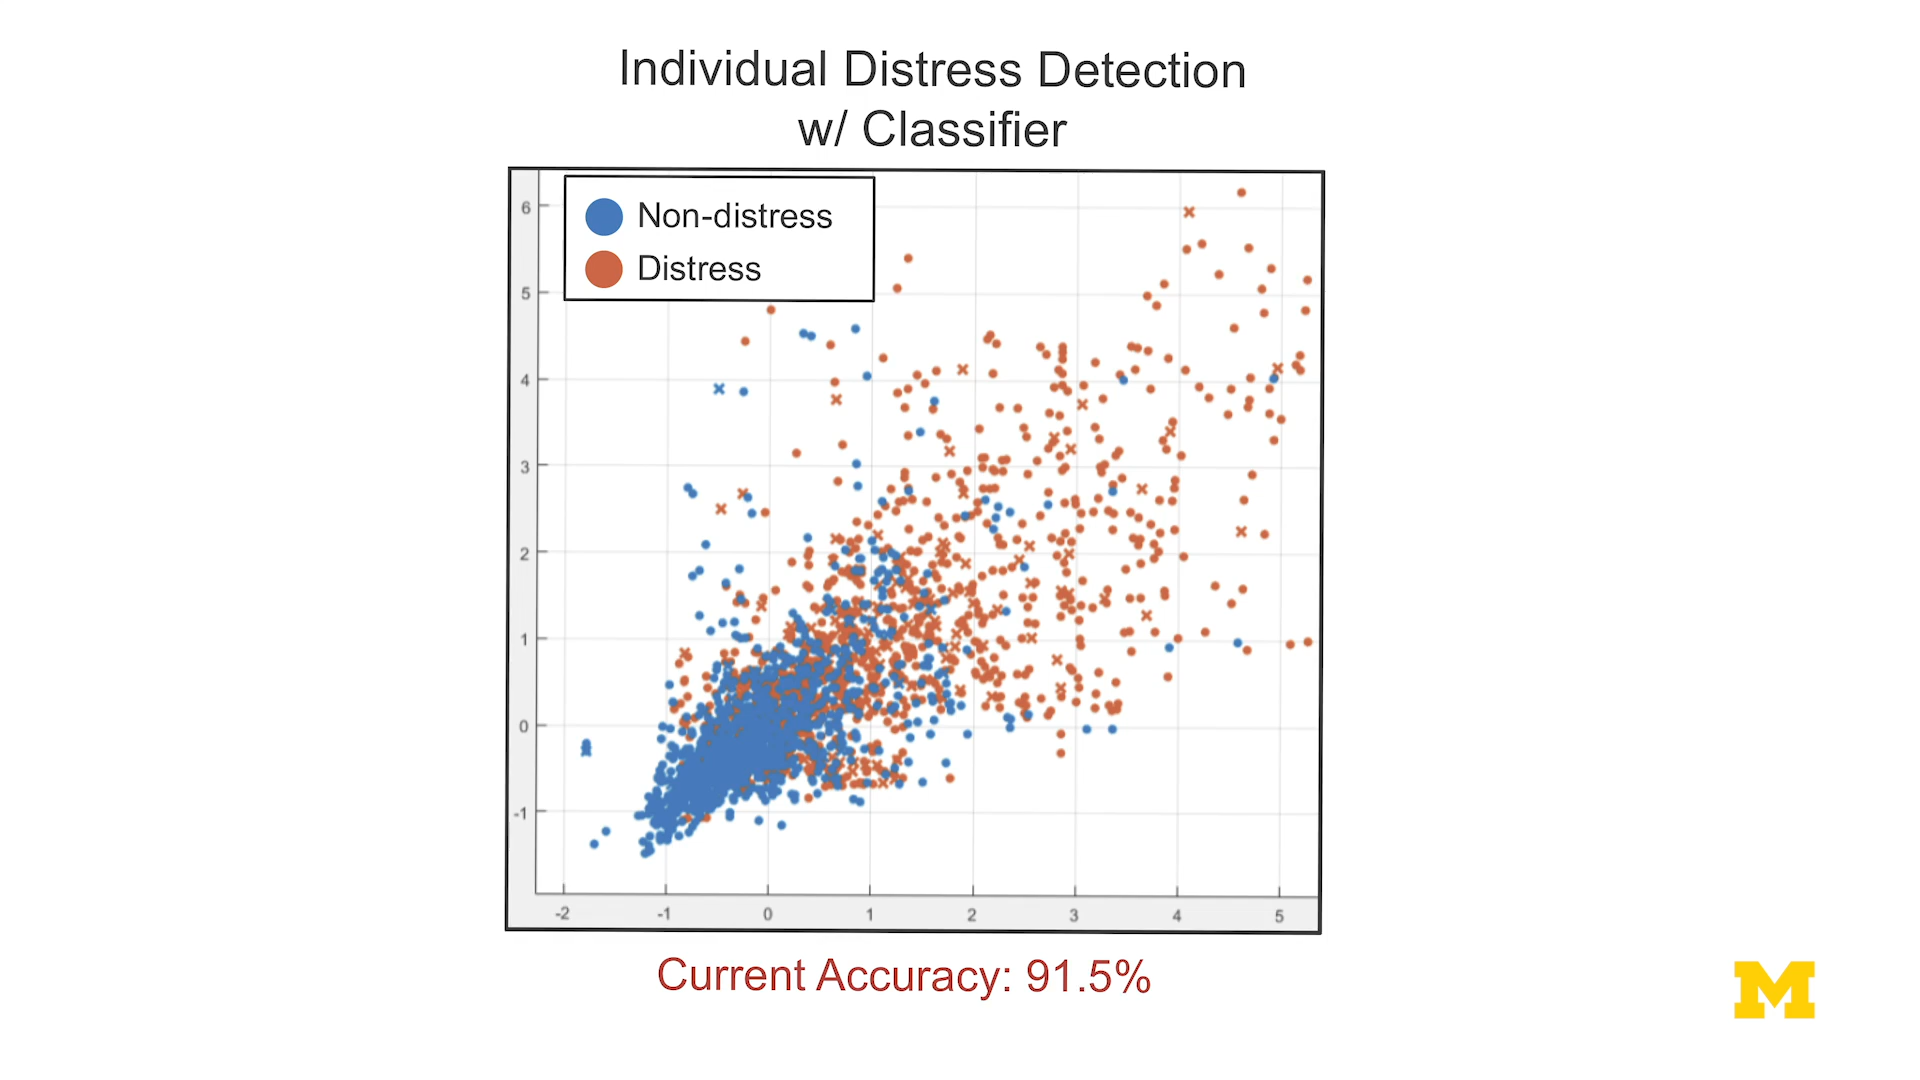 Individual Distress Detection
w/ Classifier
Non-distress
Distress
6
5
4
3
2
1
0
-1
-2 -1 0 1 2 3 4 5
Current Accuracy: 91.5%
M